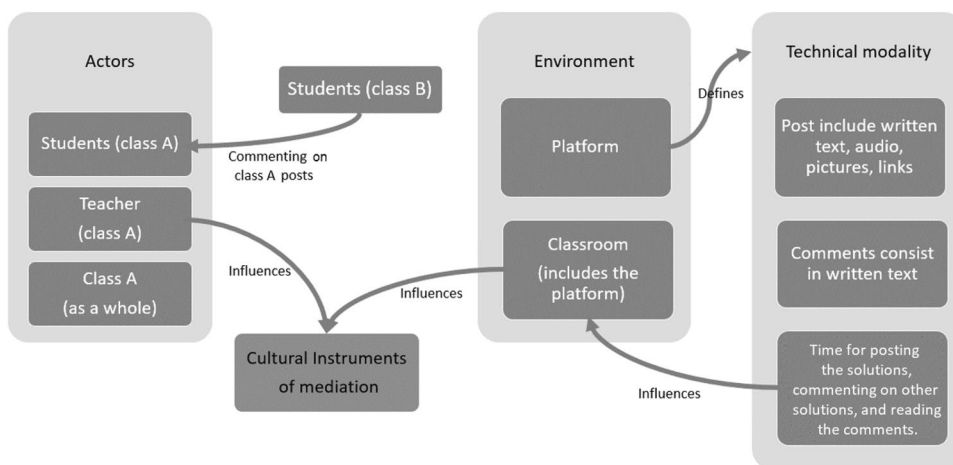 Actors
Students (class A)
Teacher
(class A)
Class A
(as a whole)
Students (class B)
Commenting on
class A posts
Influences
Cultural Instruments
of mediation
Influences
Environment
Platform
Classroom
(includes the
platform)
Defines
Influences
Technical modality
Post include written
text, audio,
pictures, links
Comments consist
in written text
Time for posting
the solutions,
commenting on other
solutions, and reading
the comments.